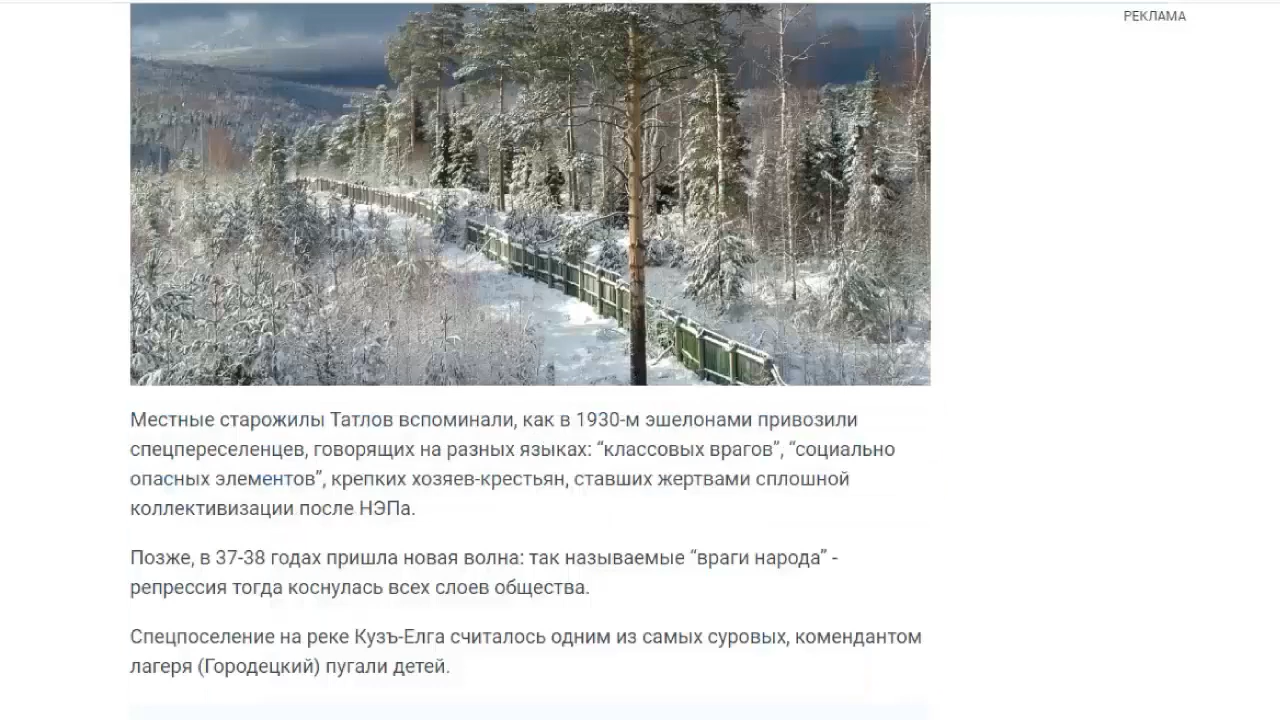 РЕКЛАМА
Местные старожилы Татлов вспоминали, как в 1930-м эшелонами привозили
спецпереселенцев, говорящих на разных языках: “классовых врагов”, “социально
опасных элементов”, крепких хозяев-крестьян, ставших жертвами сплошной
коллективизации после НЭПа.
Позже, в 37-38 годах пришла новая волна: так называемые “враги народа” -
репрессия тогда коснулась всех слоев общества.
Спецпоселение на реке Кузъ-Елга считалось одним из самых суровых, комендантом
лагеря (Городецкий) пугали детей.